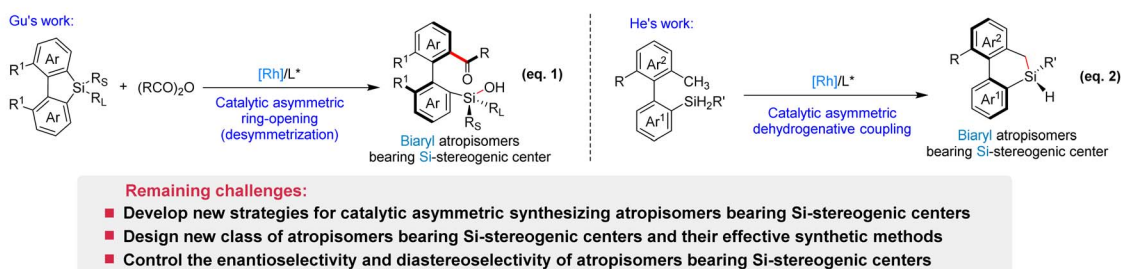 Gu's work:
R¹
Ar
R¹
Ar
Si
R_S
R_L
+
(RCO)₂O
[Rh]/L*
Catalytic asymmetric
ring-opening
(desymmetrization)
R¹
Ar
R
O
R¹
Ar
Si
OH
R_L
R_S
(eq. 1)
Biaryl atropisomers
bearing Si-stereogenic center
He's work:
R
Ar²
CH₃
SiH₂R'
Ar¹
[Rh]/L*
Catalytic asymmetric
dehydrogenative coupling
R
Ar²
Si
R'
H
Ar¹
(eq. 2)
Biaryl atropisomers
bearing Si-stereogenic center
Remaining challenges:
Develop new strategies for catalytic asymmetric synthesizing atropisomers bearing Si-stereogenic centers
Design new class of atropisomers bearing Si-stereogenic centers and their effective synthetic methods
Control the enantioselectivity and diastereoselectivity of atropisomers bearing Si-stereogenic centers